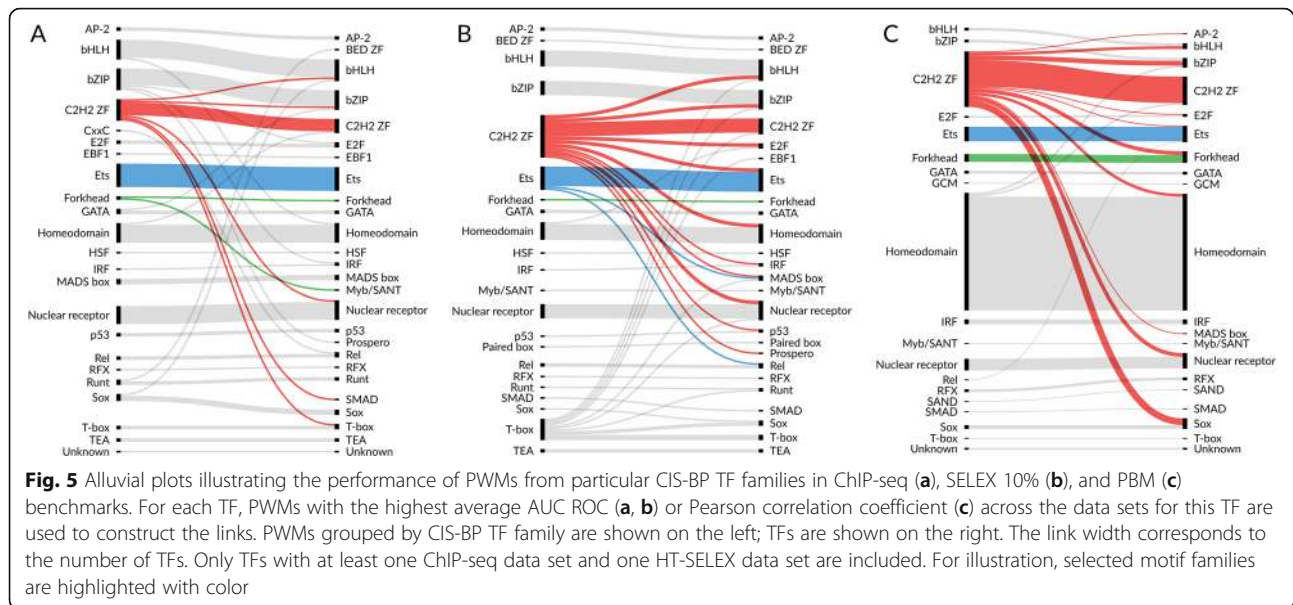 A
AP-2
bHLH
bZIP
C2H2 ZF
CxxC
E2F
EBF1
Ets
Forkhead
GATA
Homeodomain
HSF
IRF
MADS box
Nuclear receptor
p53
Rel
RFX
Runt
Sox
T-box
TEA
Unknown
AP-2
BED ZF
bHLH
bZIP
C2H2 ZF
E2F
EBF1
Ets
Forkhead
GATA
Homeodomain
HSF
IRF
MADS box
Myb/SANT
Nuclear receptor
p53
Prospero
Rel
RFX
Runt
SMAD
Sox
T-box
TEA
Unknown
B
AP-2
BED ZF
bHLH
bZIP
C2H2 ZF
Ets
Forkhead
GATA
Homeodomain
HSF
IRF
Myb/SANT
Nuclear receptor
p53
Paired box
Rel
RFX
Runt
SMAD
Sox
T-box
TEA
AP-2
BED ZF
bHLH
bZIP
C2H2 ZF
E2F
EBF1
Ets
Forkhead
GATA
Homeodomain
HSF
IRF
MADS box
Myb/SANT
Nuclear receptor
p53
Paired box
Prospero
Rel
RFX
Runt
SMAD
Sox
T-box
TEA
C
bHLH
bZIP
C2H2 ZF
E2F
Ets
Forkhead
GATA
GCM
Homeodomain
IRF
Myb/SANT
Nuclear receptor
Rel
RFX
SAND
SMAD
Sox
T-box
Unknown
AP-2
bHLH
bZIP
C2H2 ZF
E2F
Ets
Forkhead
GATA
GCM
Homeodomain
IRF
MADS box
Myb/SANT
Nuclear receptor
RFX
SAND
SMAD
Sox
T-box
Unknown
Fig. 5 Alluvial plots illustrating the performance of PWMs from particular CIS-BP TF families in ChIP-seq (a), SELEX 10% (b), and PBM (c)
benchmarks. For each TF, PWMs with the highest average AUC ROC (a, b) or Pearson correlation coefficient (c) across the data sets for this TF are
used to construct the links. PWMs grouped by CIS-BP TF family are shown on the left; TFs are shown on the right. The link width corresponds to
the number of TFs. Only TFs with at least one ChIP-seq data set and one HT-SELEX data set are included. For illustration, selected motif families
are highlighted with color